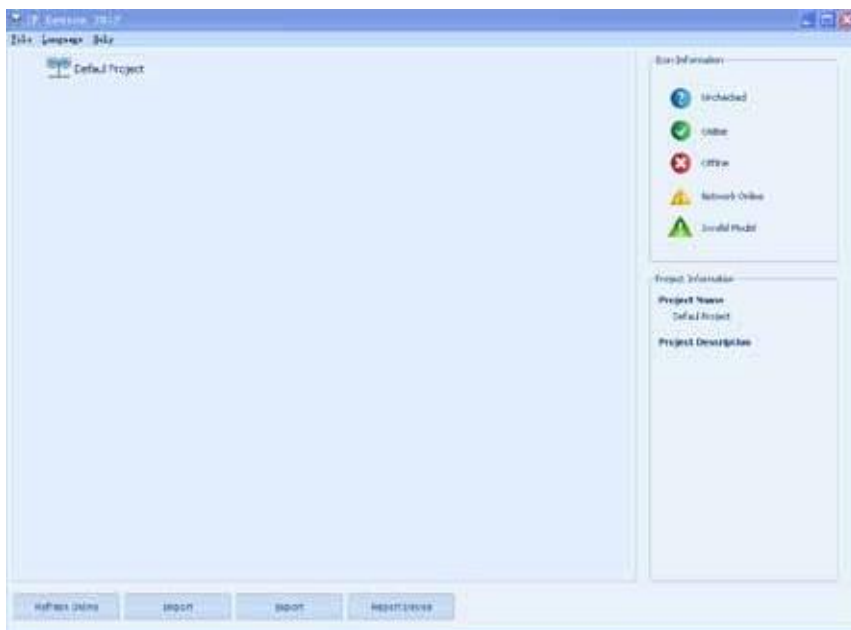 File Language Help
Defaul Project
Icon Information
Unchecked
Online
Offline
Network Online
Invalid Model
Project Information
Project Name
Defaul Project
Project Description
Refresh Online Import Export Report Device